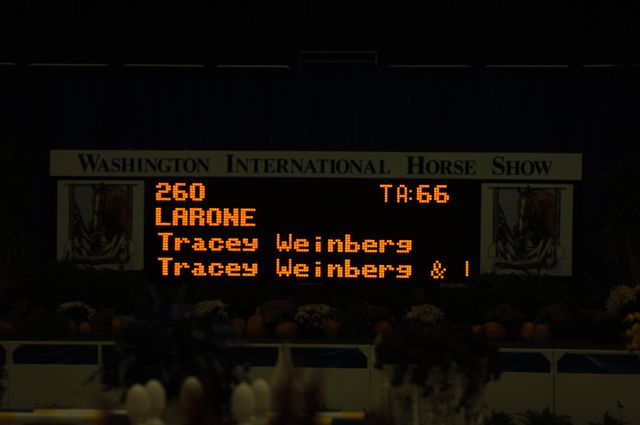 WASHINGTON INTERNATIONAL HORSE SHOW
260 TA:66
LARONE
Tracey Weinberg
Tracey Weinberg &